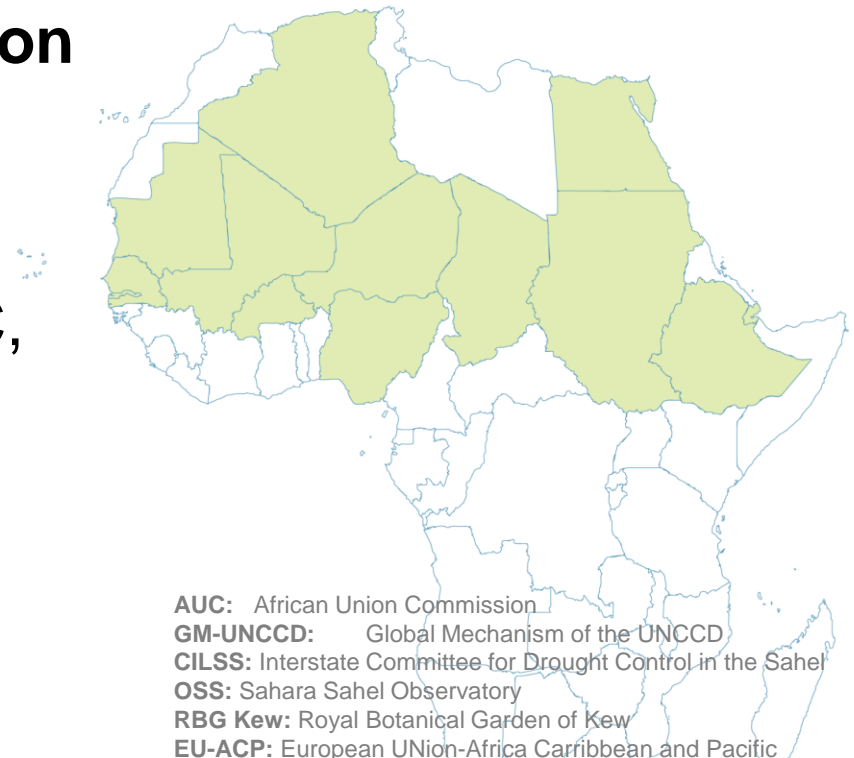 on
,
AUC: African Union Commission
GM-UNCCD: Global Mechanism of the UNCCD
CILSS: Interstate Committee for Drought Control in the Sahel
OSS: Sahara Sahel Observatory
RBG Kew: Royal Botanical Garden of Kew
EU-ACP: European UNion-Africa Carribbean and Pacific